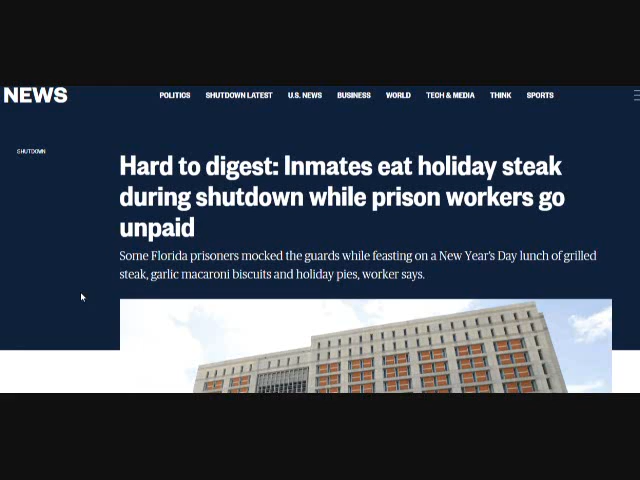 NEWS
POLITICS SHUTDOWN LATEST U.S. NEWS BUSINESS WORLD TECH & MEDIA THINK SPORTS
SHUTDOWN
Hard to digest: Inmates eat holiday steak
during shutdown while prison workers go
unpaid
Some Florida prisoners mocked the guards while feasting on a New Year's Day lunch of grilled
steak, garlic macaroni biscuits and holiday pies, worker says.